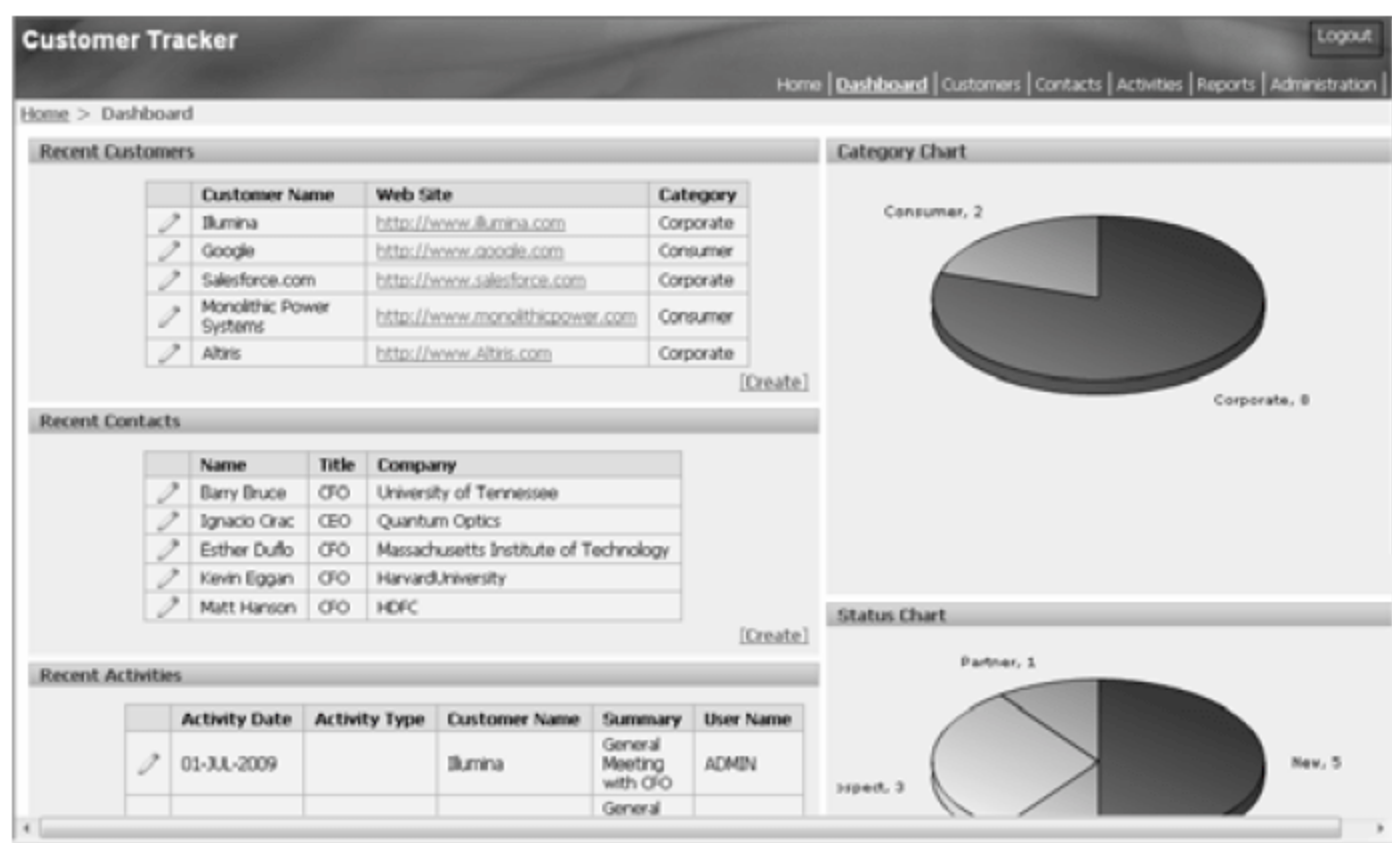 Customer Tracker
Logout
Home | Dashboard | Customers | Contacts | Activities | Reports | Administration |
Home > Dashboard
Recent Customers
Customer Name Web Site Category
Illumina http://www.illumina.com Corporate
Google http://www.google.com Consumer
Salesforce.com http://www.salesforce.com Corporate
Monolithic Power
Systems http://www.monolithicpower.com Consumer
Altiris http://www.Altiris.com Corporate
[Create]
Recent Contacts
Name Title Company
Barry Bruce CFO University of Tennessee
Ignacio Cirac CEO Quantum Optics
Esther Duflo CFO Massachusetts Institute of Technology
Kevin Eggan CFO HarvardUniversity
Matt Hanson CFO HDFC
[Create]
Recent Activities
Activity Date Activity Type Customer Name Summary User Name
01-JUL-2009 Illumina General
Meeting
with CFO ADMIN
General
Category Chart
Consumer, 2
Corporate, 8
Status Chart
Partner, 1
New, 5
ospect, 3